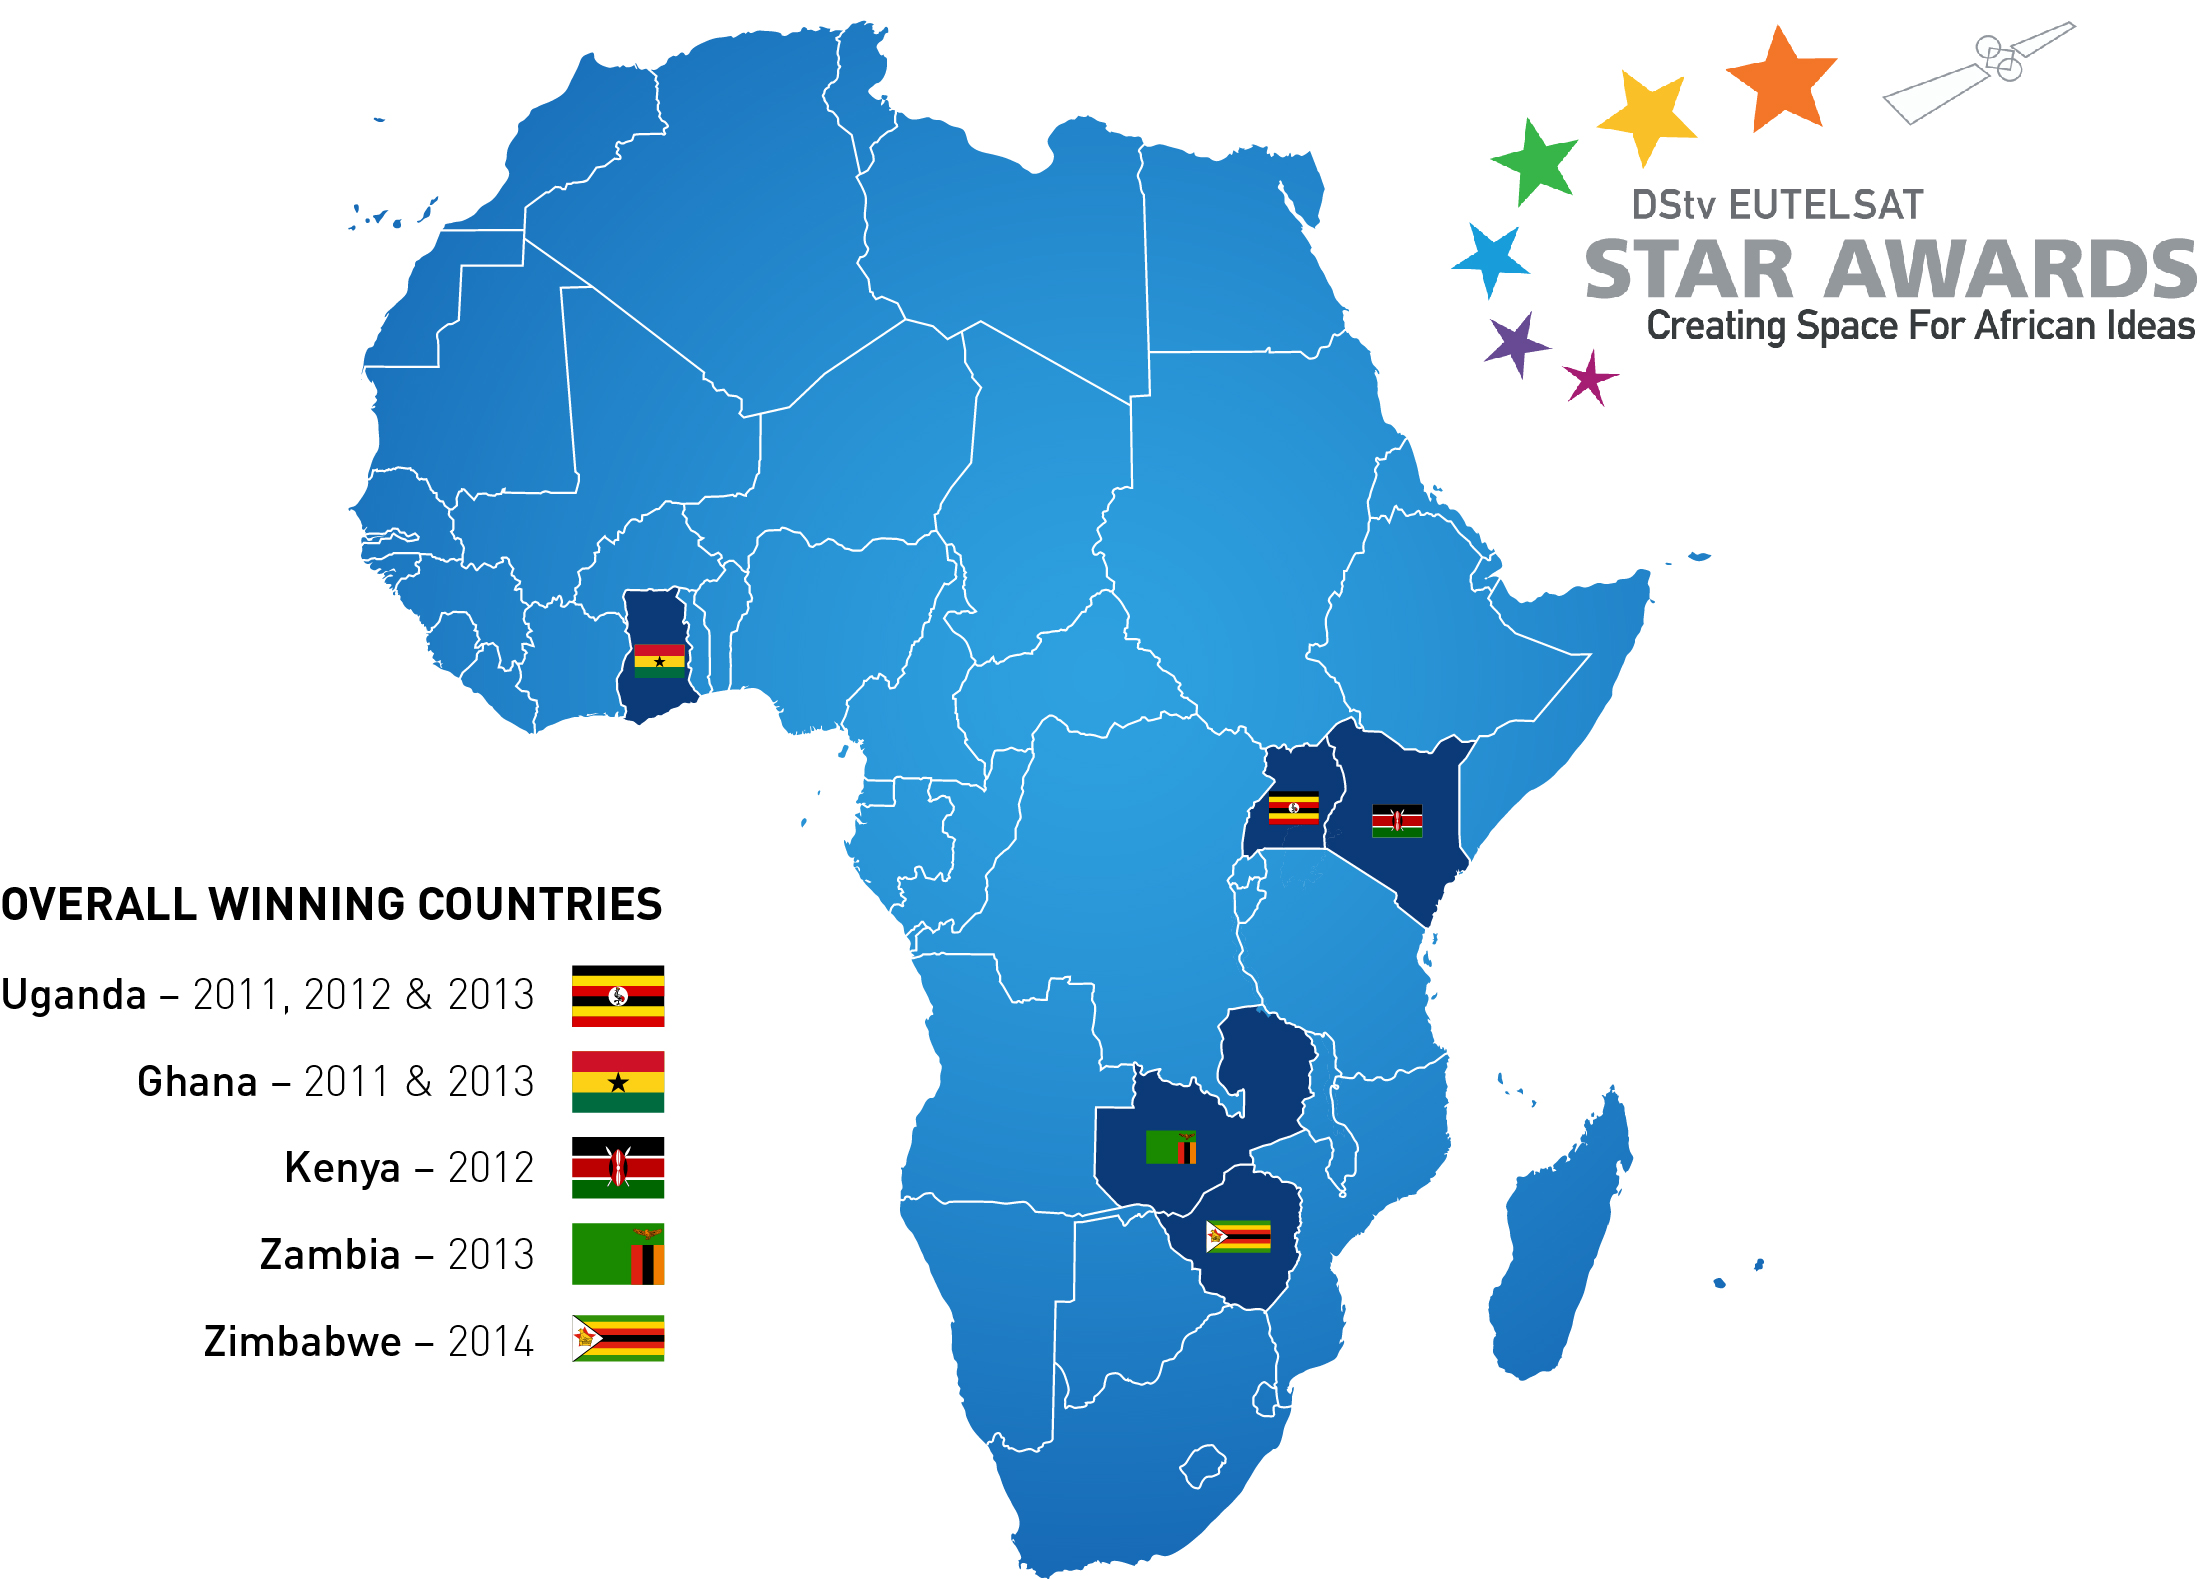 DStv EUTELSAT
STAR AWARDS
Creating Space For African Ideas
OVERALL WINNING COUNTRIES
Uganda – 2011, 2012 & 2013
Ghana – 2011 & 2013
Kenya – 2012
Zambia – 2013
Zimbabwe – 2014